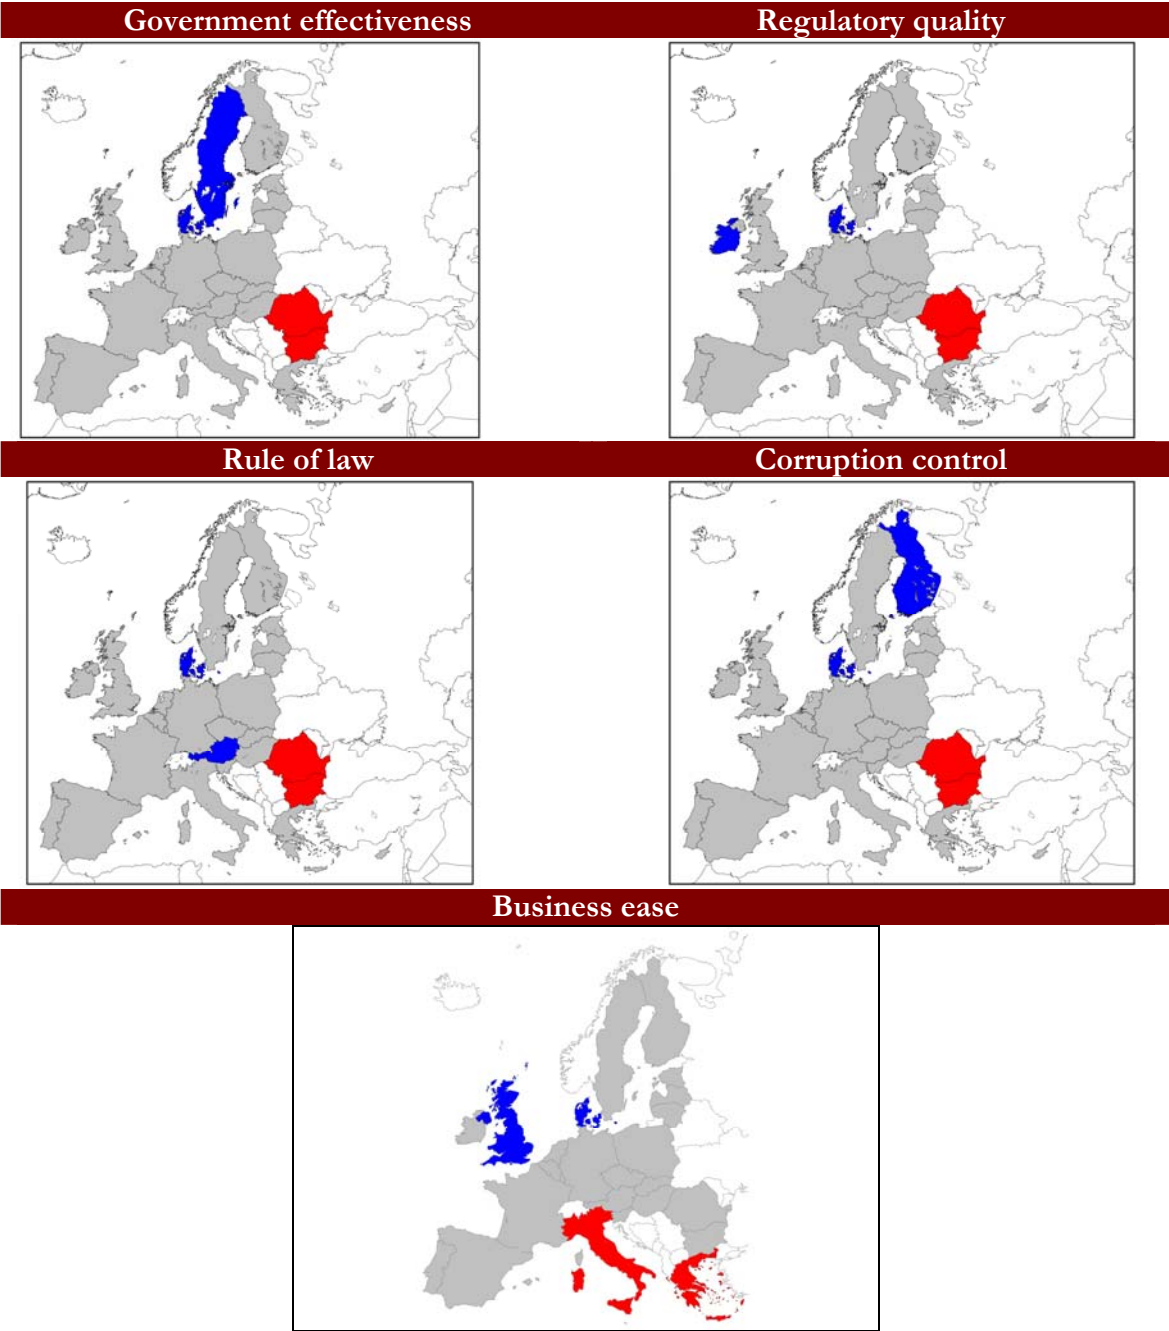 Government effectiveness
Regulatory quality
Rule of law
Corruption control
Business ease